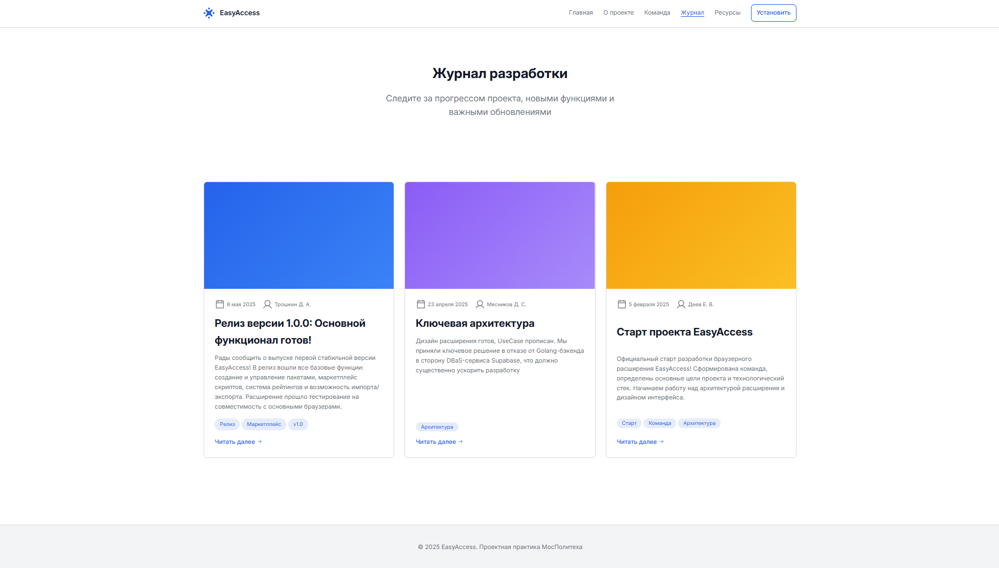 EasyAccess
Главная
О проекте
Команда
Журнал
Ресурсы
Установить
Журнал разработки
Следите за прогрессом проекта, новыми функциями и
важными обновлениями
8 мая 2025
Трошкин Д. А.
Релиз версии 1.0.0: Основной
функционал готов!
Рады сообщить о выпуске первой стабильной версии
EasyAccess! В релиз вошли все базовые функции:
создание и управление пакетами, маркетплейс
скриптов, система рейтингов и возможность импорта/
экспорта. Расширение прошло тестирование на
совместимость с основными браузерами.
Релиз
Маркетплейс
v1.0
Читать далее →
23 апреля 2025
Мясников Д. С.
Ключевая архитектура
Дизайн расширения готов, UseCase прописан. Мы
приняли ключевое решение в отказе от Golang-бэкенда
в сторону DBaS-сервиса Supabase, что должно
существенно ускорить разработку
Архитектура
Читать далее →
5 февраля 2025
Деев Е. В.
Старт проекта EasyAccess
Официальный старт разработки браузерного
расширения EasyAccess! Сформирована команда,
определены основные цели проекта и технологический
стек. Начинаем работу над архитектурой расширения и
дизайном интерфейса.
Старт
Команда
Архитектура
Читать далее →
© 2025 EasyAccess. Проектная практика МосПолитеха